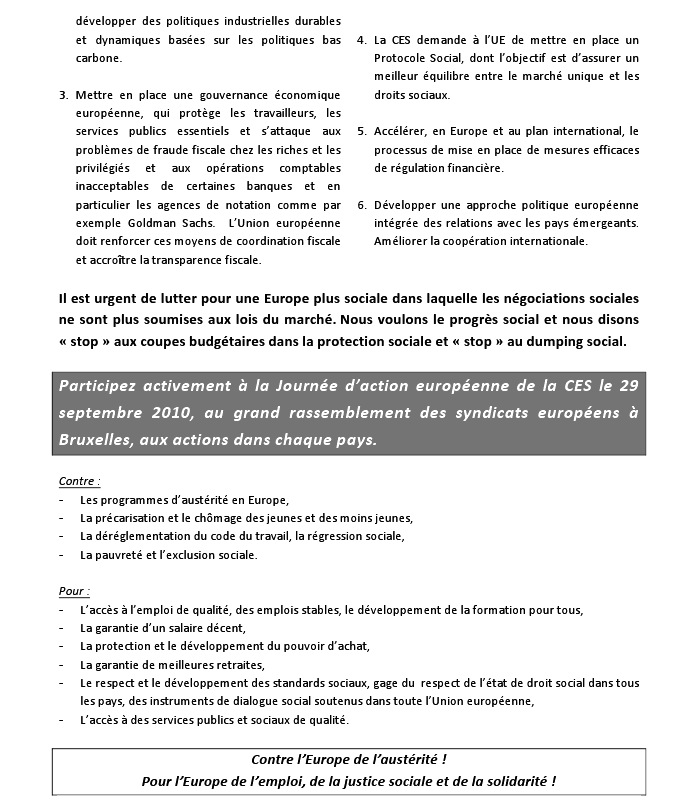 développer des politiques industrielles durables
et dynamiques basées sur les politiques bas
carbone.
3. Mettre en place une gouvernance économique
européenne, qui protège les travailleurs, les
services publics essentiels et s’attaque aux
problèmes de fraude fiscale chez les riches et les
privilégiés et aux opérations comptables
inacceptables de certaines banques et en
particulier les agences de notation comme par
exemple Goldman Sachs. L’Union européenne
doit renforcer ces moyens de coordination fiscale
et accroître la transparence fiscale.
4. La CES demande à l’UE de mettre en place un
Protocole Social, dont l’objectif est d’assurer un
meilleur équilibre entre le marché unique et les
droits sociaux.
5. Accélérer, en Europe et au plan international, le
processus de mise en place de mesures efficaces
de régulation financière.
6. Développer une approche politique européenne
intégrée des relations avec les pays émergeants.
Améliorer la coopération internationale.
Il est urgent de lutter pour une Europe plus sociale dans laquelle les négociations sociales
ne sont plus soumises aux lois du marché. Nous voulons le progrès social et nous disons
« stop » aux coupes budgétaires dans la protection sociale et « stop » au dumping social.
Participez activement à la Journée d’action européenne de la CES le 29
septembre 2010, au grand rassemblement des syndicats européens à
Bruxelles, aux actions dans chaque pays.
Contre :
- Les programmes d’austérité en Europe,
- La précarisation et le chômage des jeunes et des moins jeunes,
- La déréglementation du code du travail, la régression sociale,
- La pauvreté et l’exclusion sociale.
Pour :
- L’accès à l’emploi de qualité, des emplois stables, le développement de la formation pour tous,
- La garantie d’un salaire décent,
- La protection et le développement du pouvoir d’achat,
- La garantie de meilleures retraites,
- Le respect et le développement des standards sociaux, gage du respect de l’état de droit social dans tous
les pays, des instruments de dialogue social soutenus dans toute l’Union européenne,
- L’accès à des services publics et sociaux de qualité.
Contre l’Europe de l’austérité !
Pour l’Europe de l’emploi, de la justice sociale et de la solidarité !